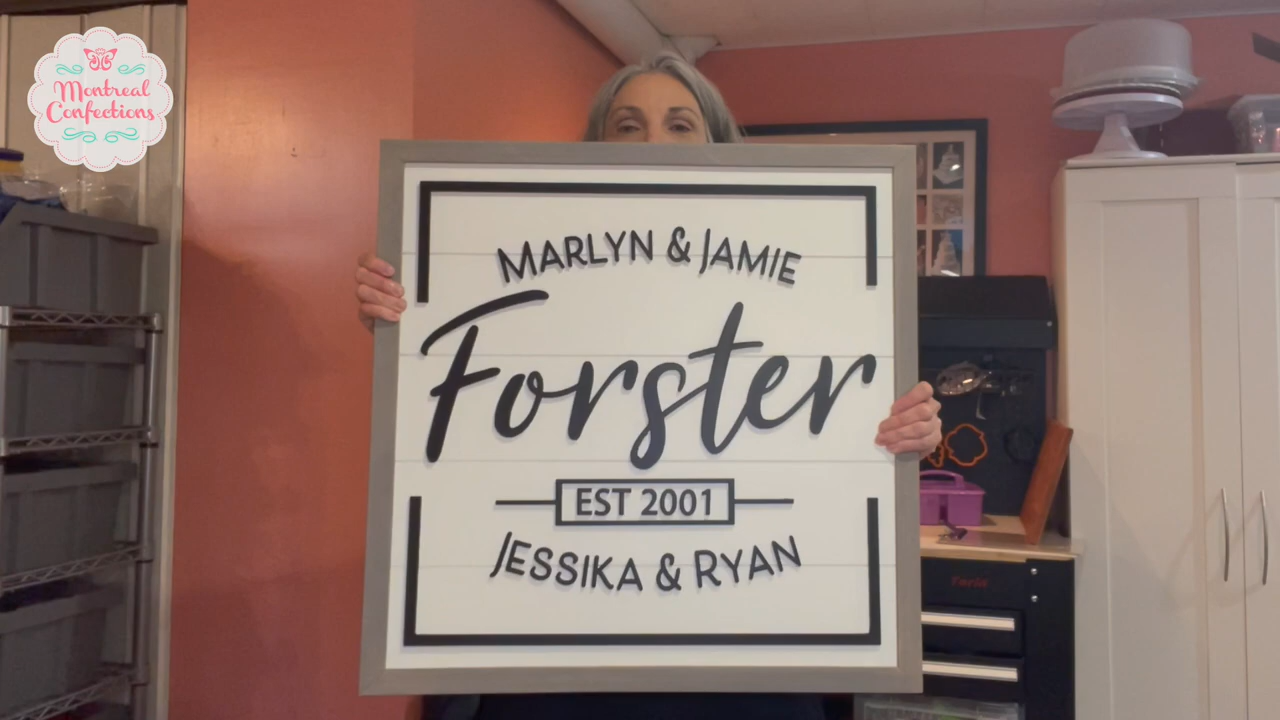 Montreal
Confections
MARLYN & JAMIE
Forster
EST 2001
JESSIKA & RYAN